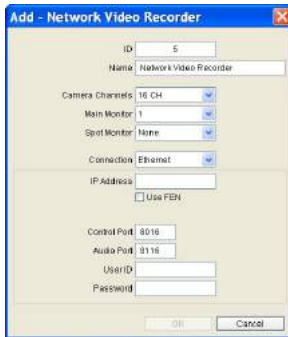 Add - Network Video Recorder
ID 5
Name Network Video Recorder
Camera Channels 16 CH
Main Monitor 1
Spot Monitor None
Connection Ethernet
IP Address
Use FEN
Control Port 8016
Audio Port 8116
User ID
Password
OK Cancel